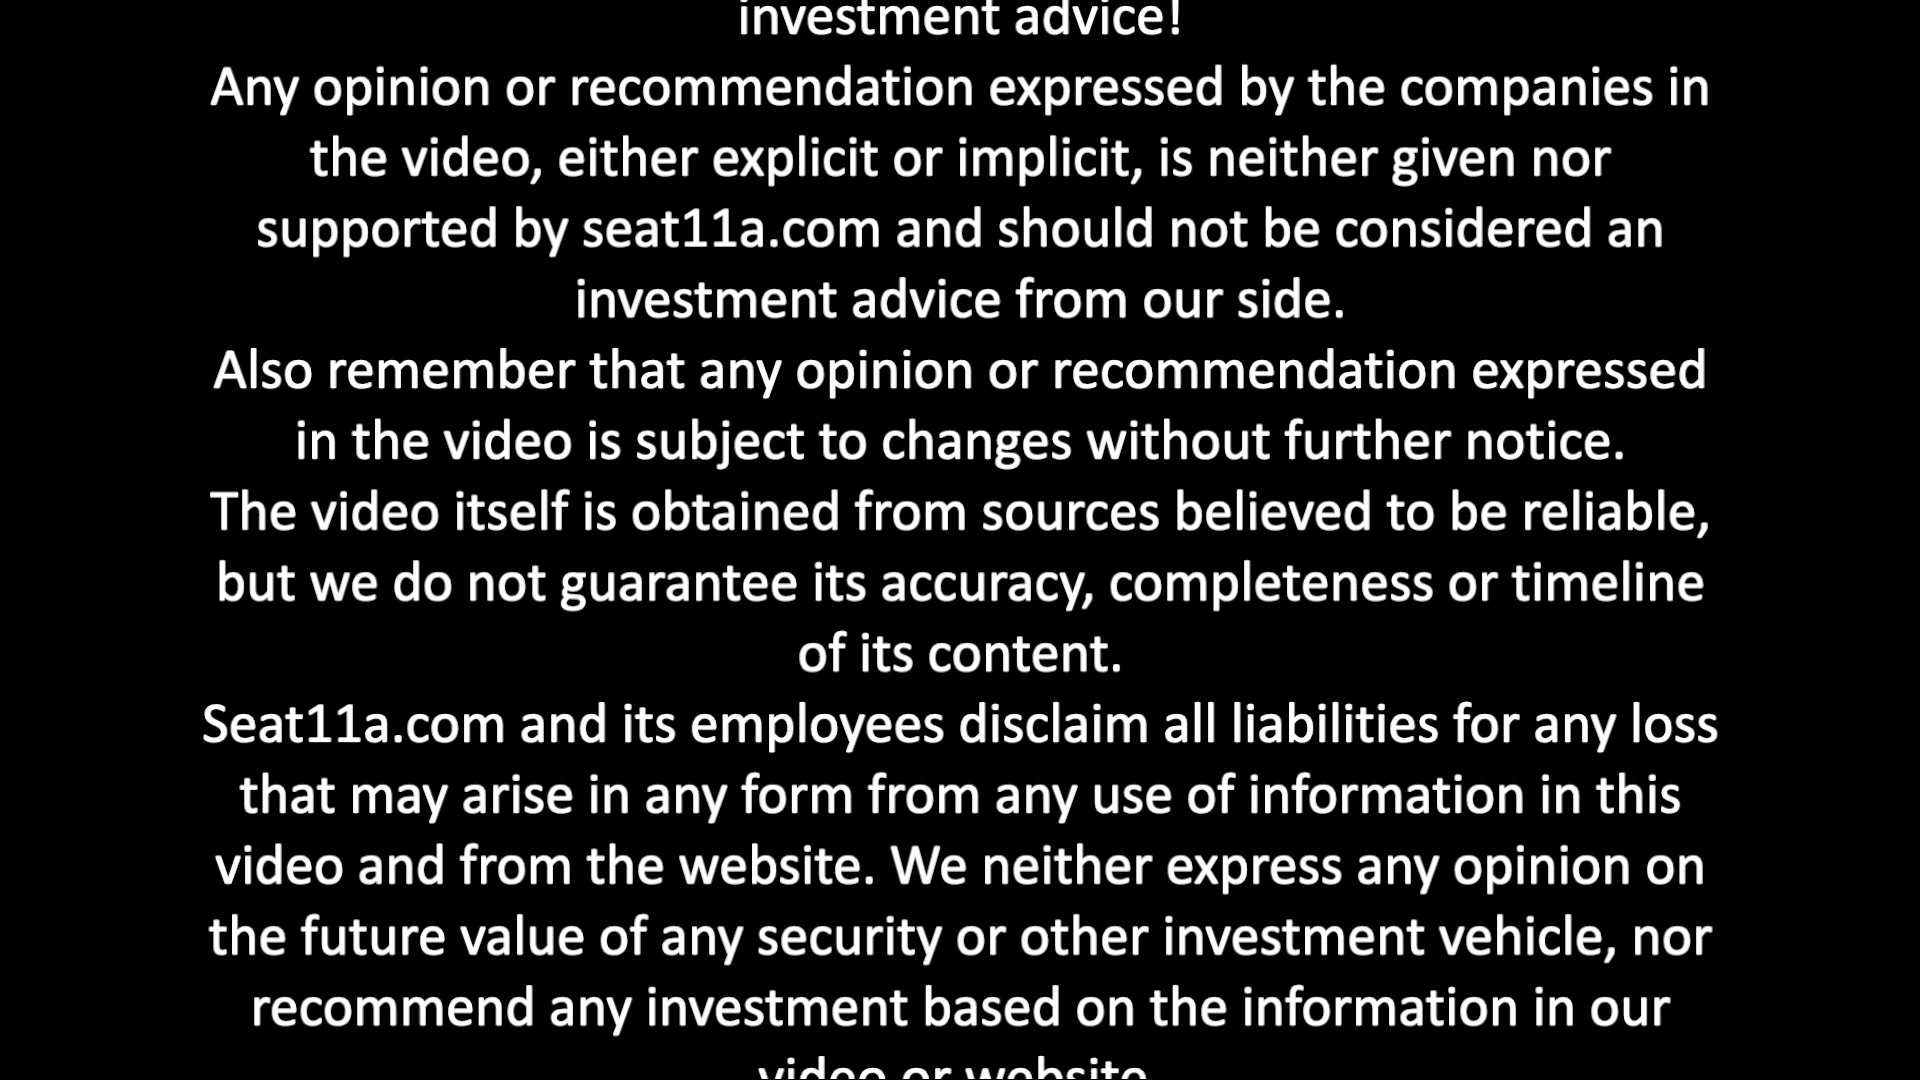 investment advice!
Any opinion or recommendation expressed by the companies in
the video, either explicit or implicit, is neither given nor
supported by seat11a.com and should not be considered an
investment advice from our side.
Also remember that any opinion or recommendation expressed
in the video is subject to changes without further notice.
The video itself is obtained from sources believed to be reliable,
but we do not guarantee its accuracy, completeness or timeline
of its content.
Seat11a.com and its employees disclaim all liabilities for any loss
that may arise in any form from any use of information in this
video and from the website. We neither express any opinion on
the future value of any security or other investment vehicle, nor
recommend any investment based on the information in our
video or website